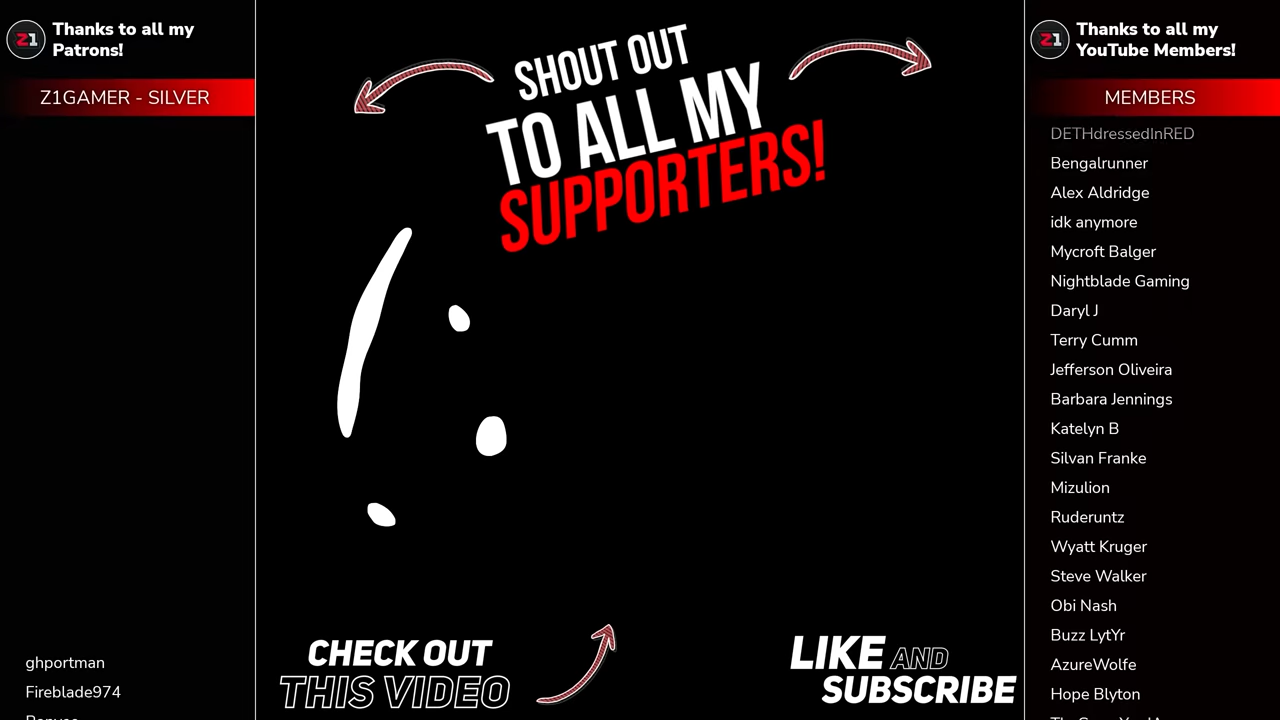 Z1
Thanks to all my
Patrons!
Z1GAMER - SILVER
ghportman
Fireblade974
SHOUT OUT
TO ALL MY
SUPPORTERS!
CHECK OUT
THIS VIDEO
LIKE AND
SUBSCRIBE
Z1
Thanks to all my
YouTube Members!
MEMBERS
DETHdressedInRED
Bengalrunner
Alex Aldridge
idk anymore
Mycroft Balger
Nightblade Gaming
Daryl J
Terry Cumm
Jefferson Oliveira
Barbara Jennings
Katelyn B
Silvan Franke
Mizulion
Ruderuntz
Wyatt Kruger
Steve Walker
Obi Nash
Buzz LytYr
AzureWolfe
Hope Blyton